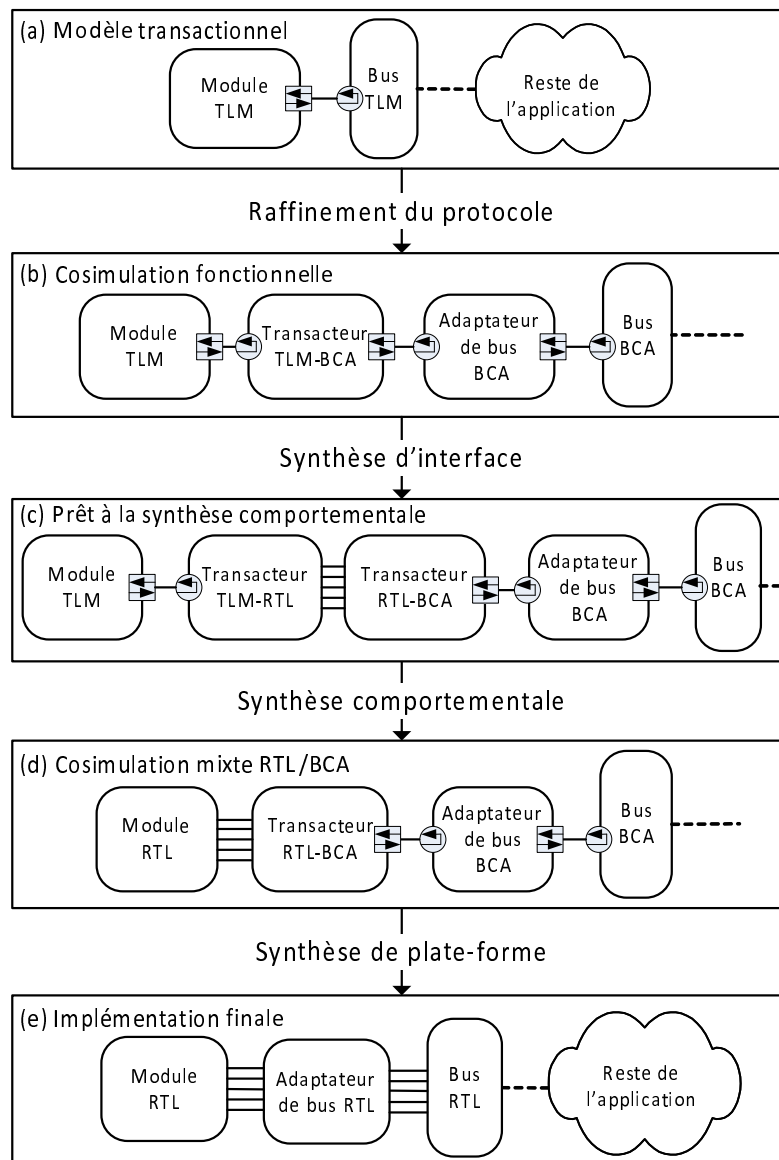 (a) Modèle transactionnel
Module
TLM
Bus
TLM
Reste de
l'application
Raffinement du protocole
(b) Cosimulation fonctionnelle
Module
TLM
Transacteur
TLM-BCA
Adaptateur
de bus
BCA
Bus
BCA
Synthèse d'interface
(c) Prêt à la synthèse comportementale
Module
TLM
Transacteur
TLM-RTL
Transacteur
RTL-BCA
Adaptateur
de bus
BCA
Bus
BCA
Synthèse comportementale
(d) Cosimulation mixte RTL/BCA
Module
RTL
Transacteur
RTL-BCA
Adaptateur
de bus
BCA
Bus
BCA
Synthèse de plate-forme
(e) Implémentation finale
Module
RTL
Adaptateur
de bus RTL
Bus
RTL
Reste de
l'application